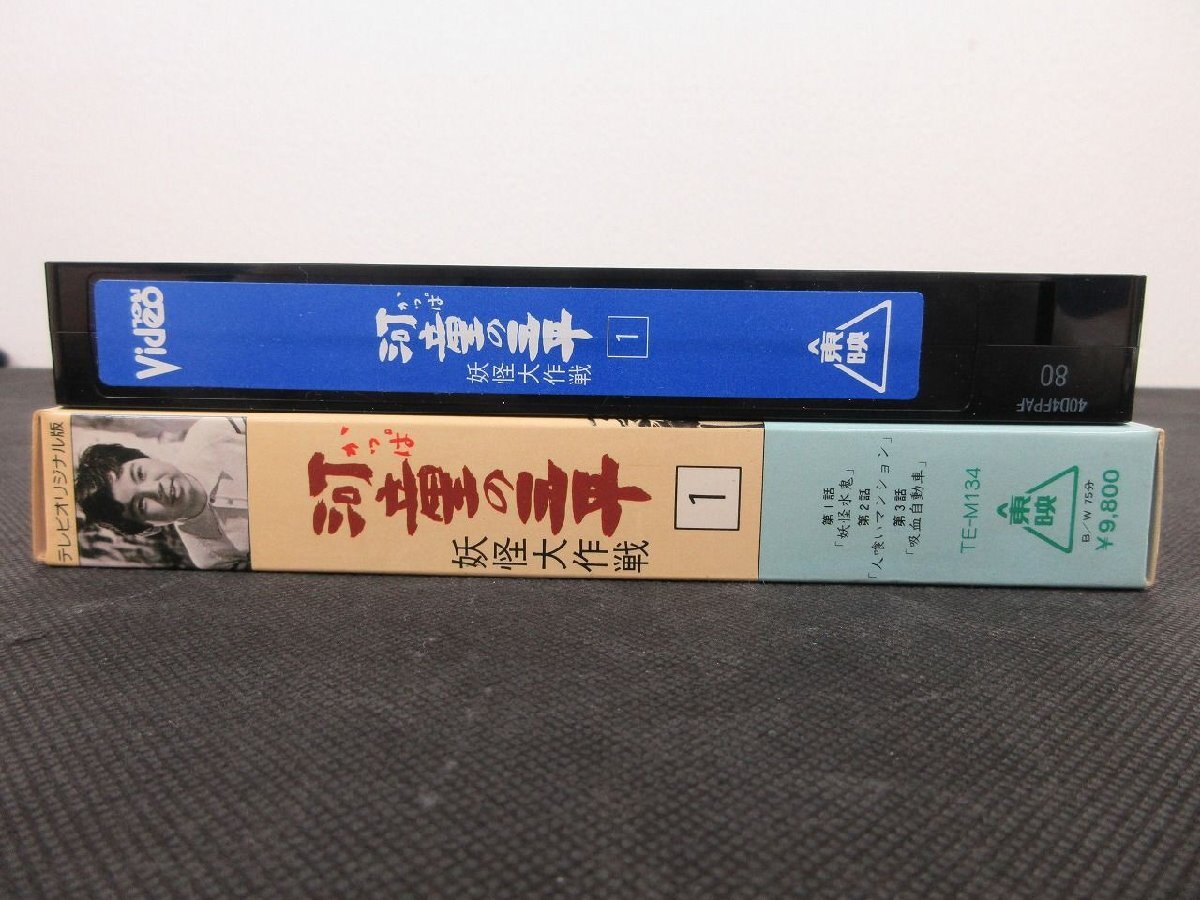 TOEI Video
かっぱ
河童の三平
妖怪大作戦
1
東映
80
40D4FPAF
テレビオリジナル版
かっぱ
河童の三平
妖怪大作戦
1
第1話
「妖怪水鬼」
第2話
「人喰いマンション」
第3話
「吸血自動車」
TE-M134
東映
B/W 75分
¥9,800